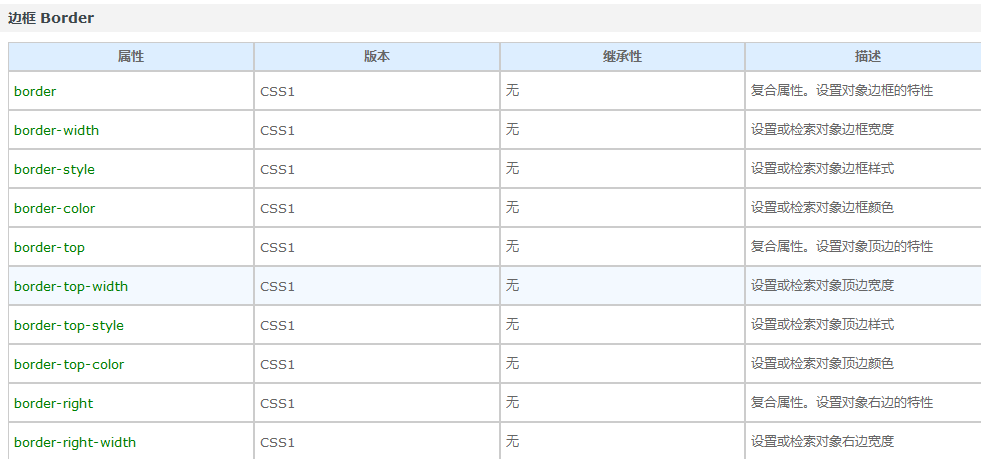 边框 Border
属性 版本 继承性 描述
border CSS1 无 复合属性。设置对象边框的特性
border-width CSS1 无 设置或检索对象边框宽度
border-style CSS1 无 设置或检索对象边框样式
border-color CSS1 无 设置或检索对象边框颜色
border-top CSS1 无 复合属性。设置对象顶边的特性
border-top-width CSS1 无 设置或检索对象顶边宽度
border-top-style CSS1 无 设置或检索对象顶边样式
border-top-color CSS1 无 设置或检索对象顶边颜色
border-right CSS1 无 复合属性。设置对象右边的特性
border-right-width CSS1 无 设置或检索对象右边宽度